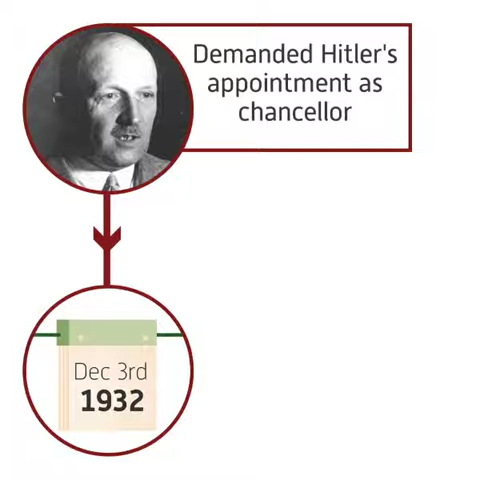 Demanded Hitler's
appointment as
chancellor
Dec 3rd
1932